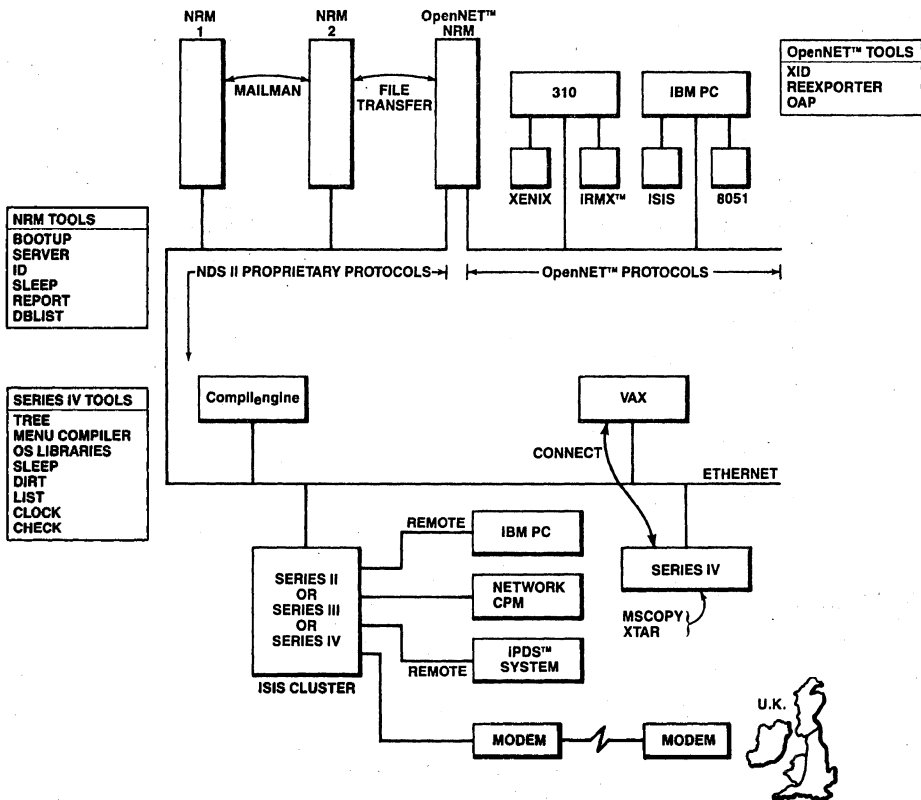 NRM
1
NRM
2
OpenNET™
NRM
MAILMAN
FILE
TRANSFER
310
IBM PC
XENIX
IRMX™
ISIS
8051
OpenNET™ TOOLS
XID
REEXPORTER
OAP
NRM TOOLS
BOOTUP
SERVER
ID
SLEEP
REPORT
DBLIST
NDS II PROPRIETARY PROTOCOLS
OpenNET™ PROTOCOLS
SERIES IV TOOLS
TREE
MENU COMPILER
OS LIBRARIES
SLEEP
DIRT
LIST
CLOCK
CHECK
Compilengine
VAX
CONNECT
ETHERNET
SERIES II
OR
SERIES III
OR
SERIES IV
ISIS CLUSTER
REMOTE
IBM PC
NETWORK
CPM
REMOTE
iPDS™
SYSTEM
SERIES IV
MSCOPY
XTAR
MODEM
MODEM
U.K.